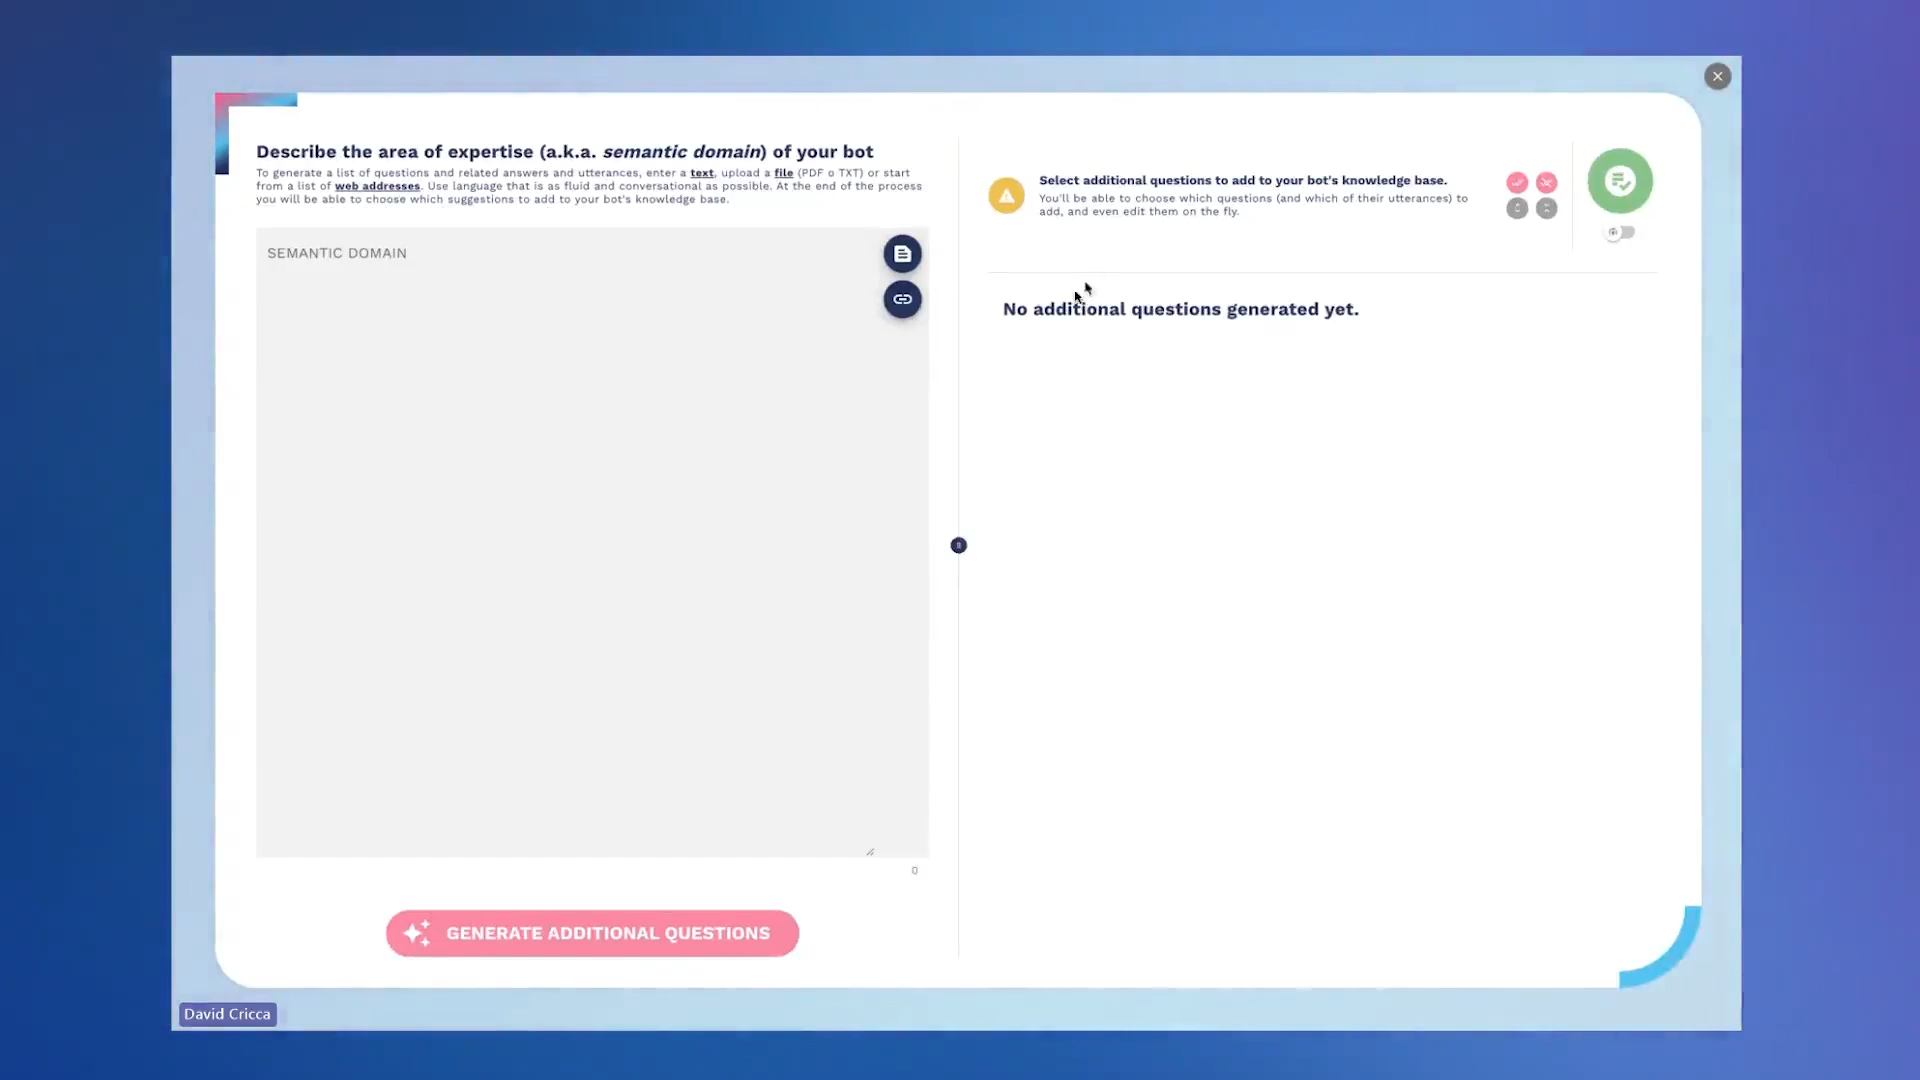 Describe the area of expertise (a.k.a. semantic domain) of your bot
To generate a list of questions and related answers and utterances, enter a text, upload a file (PDF o TXT) or start
from a list of web addresses. Use language that is as fluid and conversational as possible. At the end of the process
you will be able to choose which suggestions to add to your bot's knowledge base.
SEMANTIC DOMAIN
0
GENERATE ADDITIONAL QUESTIONS
Select additional questions to add to your bot's knowledge base.
You'll be able to choose which questions (and which of their utterances) to
add, and even edit them on the fly.
No additional questions generated yet.
David Cricca